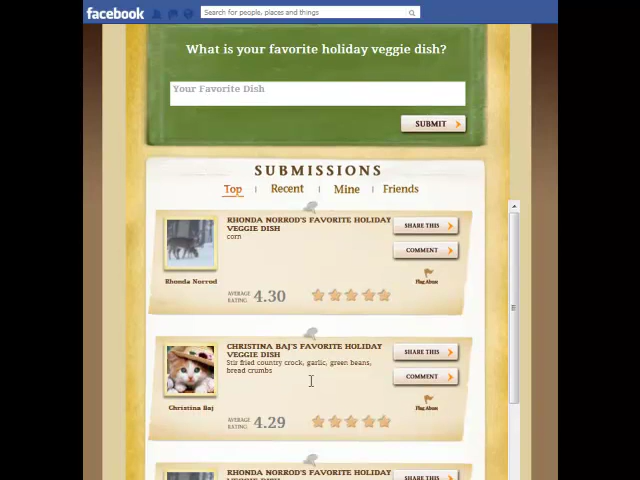 facebook
Search for people, places and things
What is your favorite holiday veggie dish?
Your Favorite Dish
SUBMIT
SUBMISSIONS
Top | Recent | Mine | Friends
RHONDA NORROD'S FAVORITE HOLIDAY
VEGGIE DISH
corn
SHARE THIS
COMMENT
Flag Abuse
Rhonda Norrod
AVERAGE
RATING
4.30
CHRISTINA BAJ'S FAVORITE HOLIDAY
VEGGIE DISH
Stir fried country crock, garlic, green beans,
bread crumbs
SHARE THIS
COMMENT
Flag Abuse
Christina Baj
AVERAGE
RATING
4.29
RHONDA NORROD'S FAVORITE HOLIDAY
VEGGIE DISH
SHARE THIS